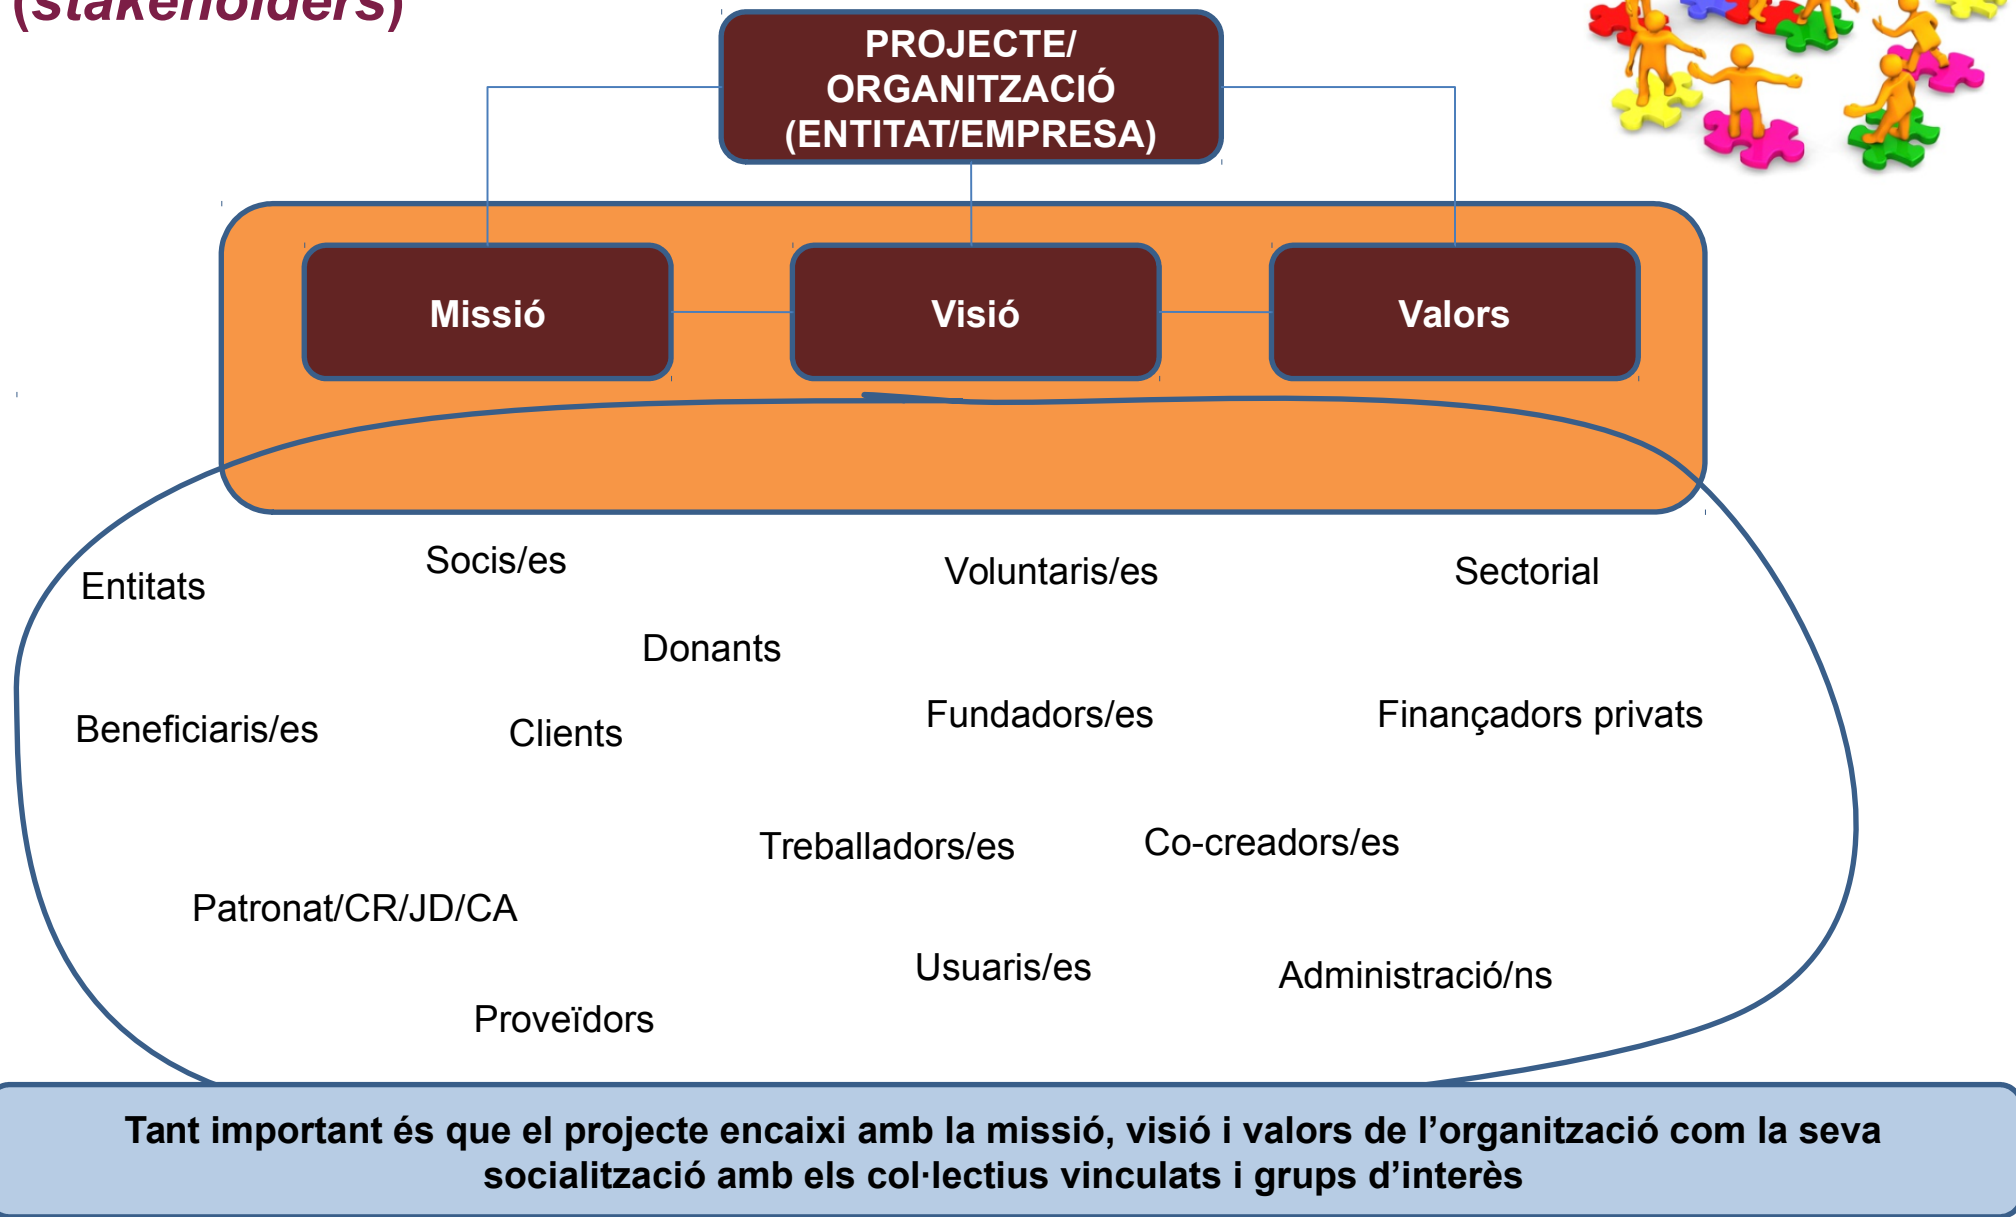 (stakeholders)
PROJECTE/
ORGANITZACIÓ
(ENTITAT/EMPRESA)
Missió
Visió
Valors
Entitats
Socis/es
Voluntaris/es
Sectorial
Donants
Beneficiaris/es
Clients
Fundadors/es
Finançadors privats
Treballadors/es
Co-creadors/es
Patronat/CR/JD/CA
Usuaris/es
Administració/ns
Proveïdors
Tant important és que el projecte encaixi amb la missió, visió i valors de l’organització com la seva
socialització amb els col·lectius vinculats i grups d’interès